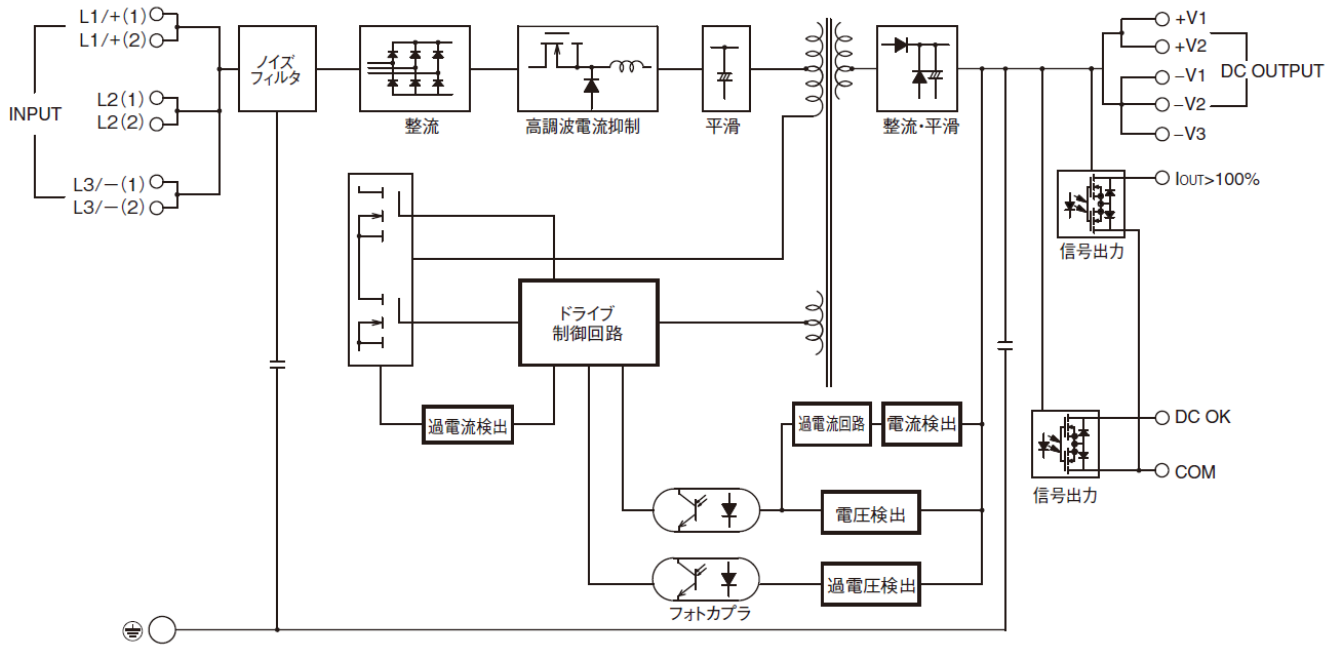 L1/+(1)
L1/+(2)
INPUT
L2(1)
L2(2)
L3/−(1)
L3/−(2)
ノイズ
フィルタ
整流
高調波電流抑制
平滑
整流・平滑
+V1
+V2
DC OUTPUT
−V1
−V2
−V3
IOUT>100%
信号出力
ドライブ
制御回路
過電流検出
過電流回路
電流検出
DC OK
COM
信号出力
電圧検出
過電圧検出
フォトカプラ